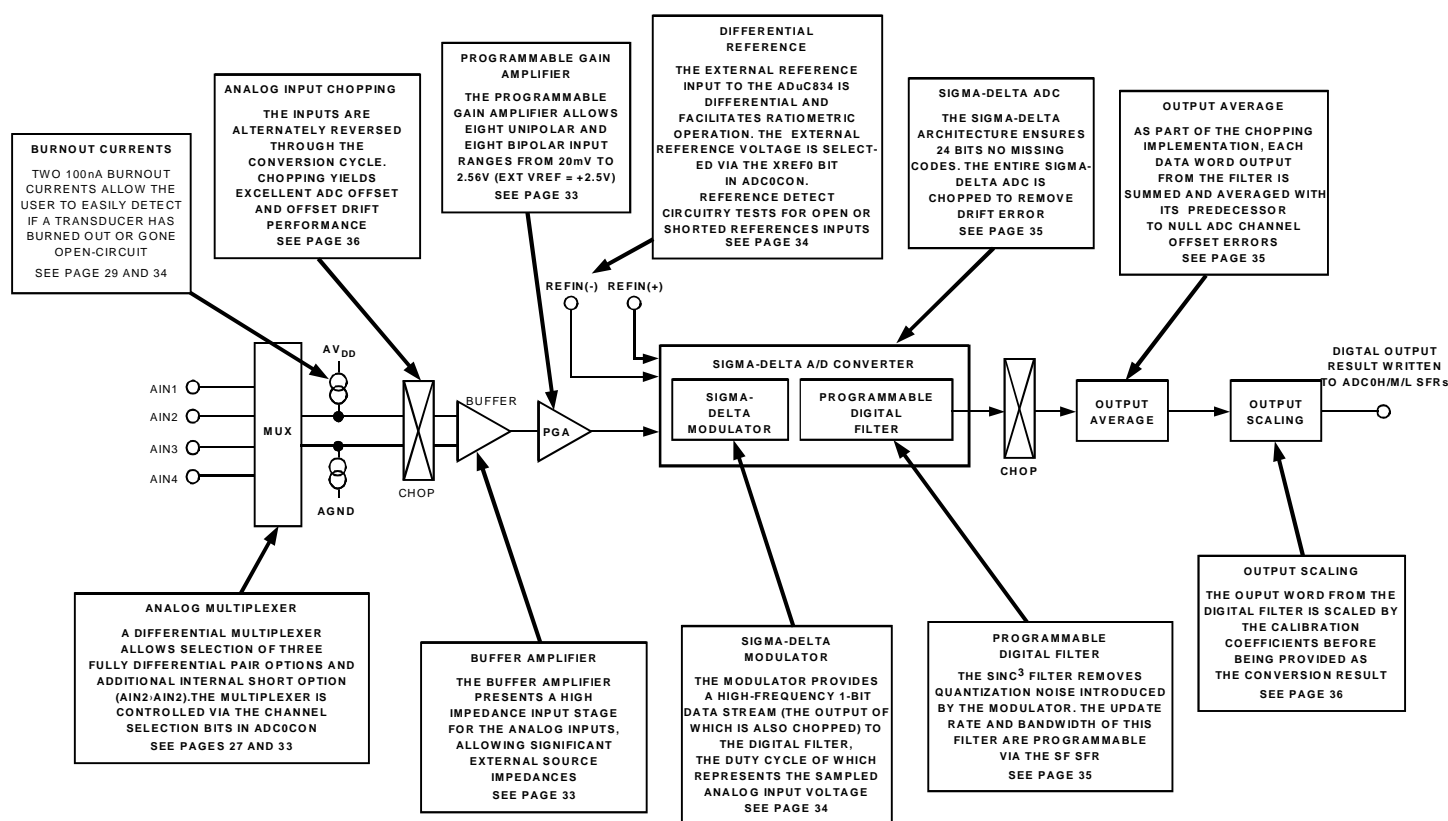 DIFFERENTIAL
REFERENCE
THE EXTERNAL REFERENCE
INPUT TO THE ADuC834 IS
DIFFERENTIAL AND
FACILITATES RATIOMETRIC
OPERATION. THE EXTERNAL
REFERENCE VOLTAGE IS SELECT-
ED VIA THE XREF0 BIT
IN ADC0CON.
REFERENCE DETECT
CIRCUITRY TESTS FOR OPEN OR
SHORTED REFERENCES INPUTS
SEE PAGE 34
PROGRAMMABLE GAIN
AMPLIFIER
THE PROGRAMMABLE
GAIN AMPLIFIER ALLOWS
EIGHT UNIPOLAR AND
EIGHT BIPOLAR INPUT
RANGES FROM 20mV TO
2.56V (EXT VREF = +2.5V)
SEE PAGE 33
ANALOG INPUT CHOPPING
THE INPUTS ARE
ALTERNATELY REVERSED
THROUGH THE
CONVERSION CYCLE.
CHOPPING YIELDS
EXCELLENT ADC OFFSET
AND OFFSET DRIFT
PERFORMANCE
SEE PAGE 36
SIGMA-DELTA ADC
THE SIGMA-DELTA
ARCHITECTURE ENSURES
24 BITS NO MISSING
CODES. THE ENTIRE SIGMA-
DELTA ADC IS
CHOPPED TO REMOVE
DRIFT ERROR
SEE PAGE 35
OUTPUT AVERAGE
AS PART OF THE CHOPPING
IMPLEMENTATION, EACH
DATA WORD OUTPUT
FROM THE FILTER IS
SUMMED AND AVERAGED WITH
ITS PREDECESSOR
TO NULL ADC CHANNEL
OFFSET ERRORS
SEE PAGE 35
BURNOUT CURRENTS
TWO 100nA BURNOUT
CURRENTS ALLOW THE
USER TO EASILY DETECT
IF A TRANSDUCER HAS
BURNED OUT OR GONE
OPEN-CIRCUIT
SEE PAGE 29 AND 34
REFIN(-) REFIN(+)
AVDD
AIN1
AIN2
AIN3
AIN4
MUX
AGND
CHOP
BUFFER
PGA
SIGMA-DELTA A/D CONVERTER
SIGMA-
DELTA
MODULATOR
PROGRAMMABLE
DIGITAL
FILTER
CHOP
OUTPUT
AVERAGE
OUTPUT
SCALING
DIGTAL OUTPUT
RESULT WRITTEN
TO ADC0H/M/L SFRs
ANALOG MULTIPLEXER
A DIFFERENTIAL MULTIPLEXER
ALLOWS SELECTION OF THREE
FULLY DIFFERENTIAL PAIR OPTIONS AND
ADDITIONAL INTERNAL SHORT OPTION
(AIN2›AIN2).THE MULTIPLEXER IS
CONTROLLED VIA THE CHANNEL
SELECTION BITS IN ADC0CON
SEE PAGES 27 AND 33
BUFFER AMPLIFIER
THE BUFFER AMPLIFIER
PRESENTS A HIGH
IMPEDANCE INPUT STAGE
FOR THE ANALOG INPUTS,
ALLOWING SIGNIFICANT
EXTERNAL SOURCE
IMPEDANCES
SEE PAGE 33
SIGMA-DELTA
MODULATOR
THE MODULATOR PROVIDES
A HIGH-FREQUENCY 1-BIT
DATA STREAM (THE OUTPUT OF
WHICH IS ALSO CHOPPED) TO
THE DIGITAL FILTER,
THE DUTY CYCLE OF WHICH
REPRESENTS THE SAMPLED
ANALOG INPUT VOLTAGE
SEE PAGE 34
PROGRAMMABLE
DIGITAL FILTER
THE SINC³ FILTER REMOVES
QUANTIZATION NOISE INTRODUCED
BY THE MODULATOR. THE UPDATE
RATE AND BANDWIDTH OF THIS
FILTER ARE PROGRAMMABLE
VIA THE SF SFR
SEE PAGE 35
OUTPUT SCALING
THE OUPUT WORD FROM THE
DIGITAL FILTER IS SCALED BY
THE CALIBRATION
COEFFICIENTS BEFORE
BEING PROVIDED AS
THE CONVERSION RESULT
SEE PAGE 36